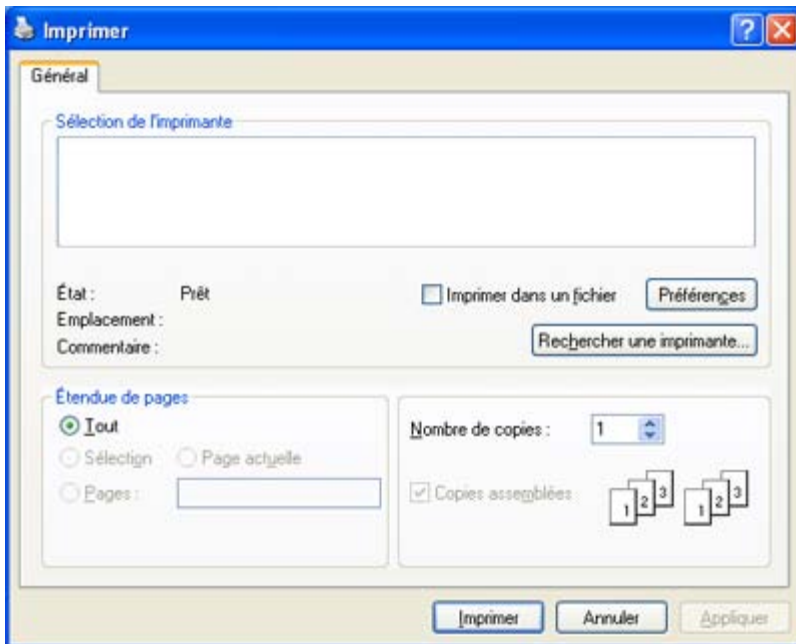 Imprimer
Général
Sélection de l'imprimante
État : Prêt
Emplacement :
Commentaire :
Imprimer dans un fichier
Préférences
Rechercher une imprimante...
Étendue de pages
Tout
Sélection Page actuelle
Pages :
Nombre de copies : 1
Copies assemblées
1 2 3 1 2 3
Imprimer Annuler Appliquer